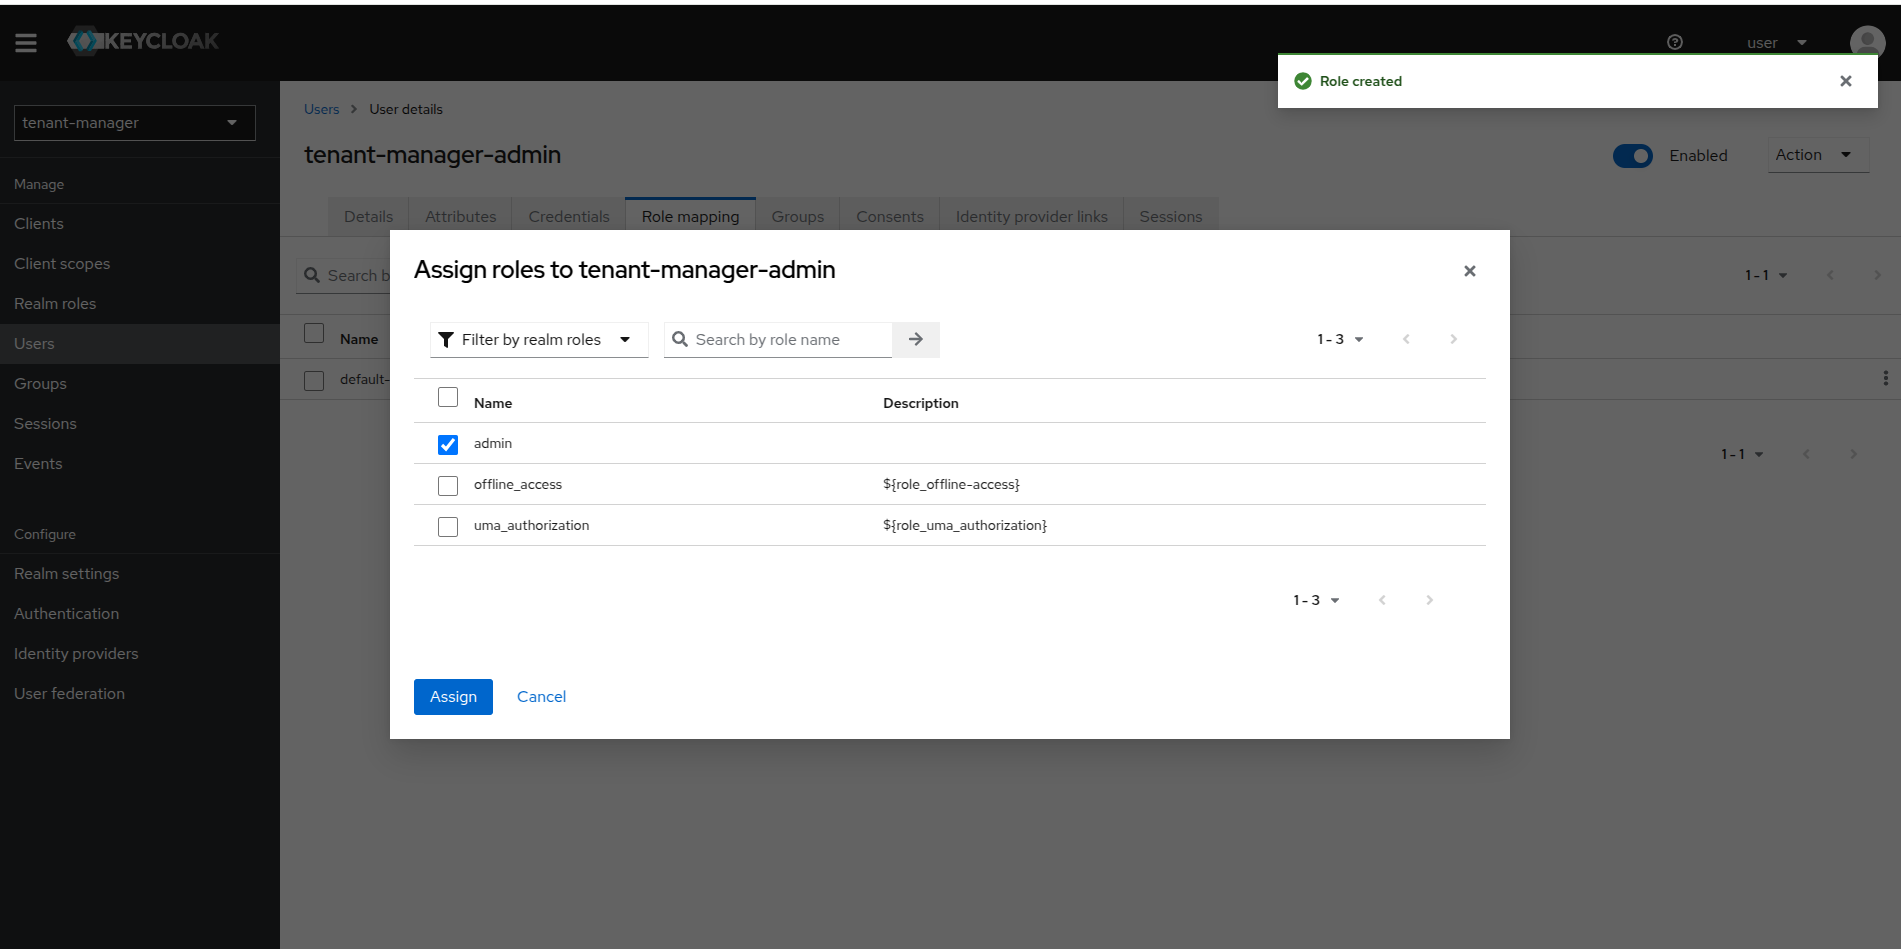 KEYCLOAK
user
Role created
tenant-manager
Manage
Clients
Client scopes
Realm roles
Users
Groups
Sessions
Events
Configure
Realm settings
Authentication
Identity providers
User federation
Users > User details
tenant-manager-admin
Enabled
Action
Details Attributes Credentials Role mapping Groups Consents Identity provider links Sessions
Search b
1 - 1
Name
default-
1 - 1
Assign roles to tenant-manager-admin
Filter by realm roles Search by role name 1 - 3
Name Description
admin
offline_access ${role_offline-access}
uma_authorization ${role_uma_authorization}
1 - 3
Assign Cancel